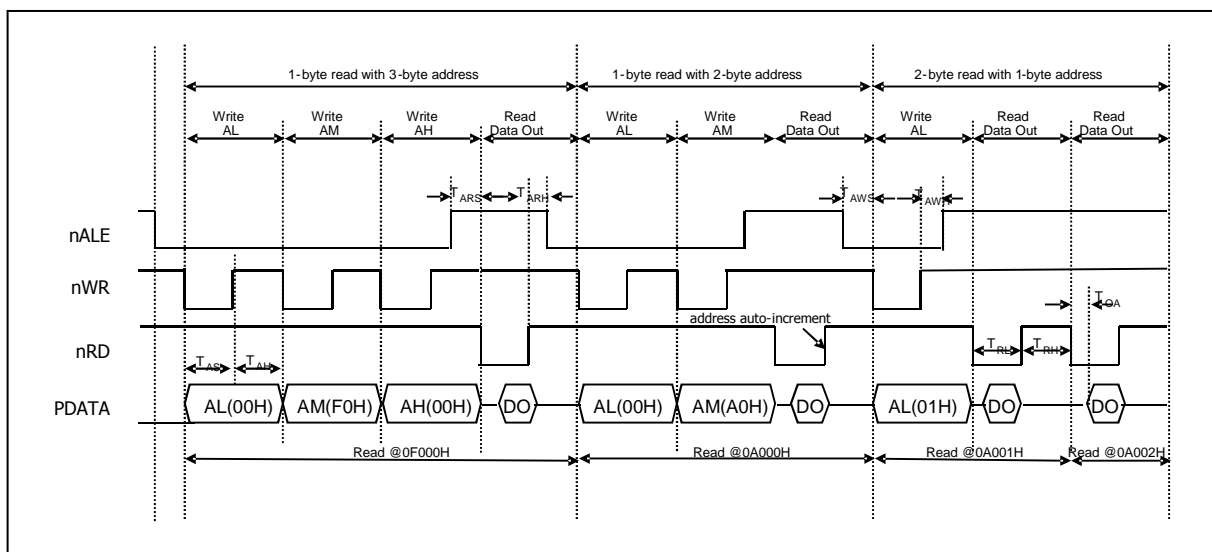 1-byte read with 3-byte address 1-byte read with 2-byte address 2-byte read with 1-byte address
Write AL
Write AM
Write AH
Read Data Out
Write AL
Write AM
Read Data Out
Write AL
Read Data Out
Read Data Out
TARS TARH TAWS
nALE
nWR
TOA
address auto-increment
nRD
TAS TAH TRL TRH
PDATA
AL(00H) AM(F0H) AH(00H) DO AL(00H) AM(A0H) DO AL(01H) DO DO
Read @0F000H Read @0A000H Read @0A001H Read @0A002H